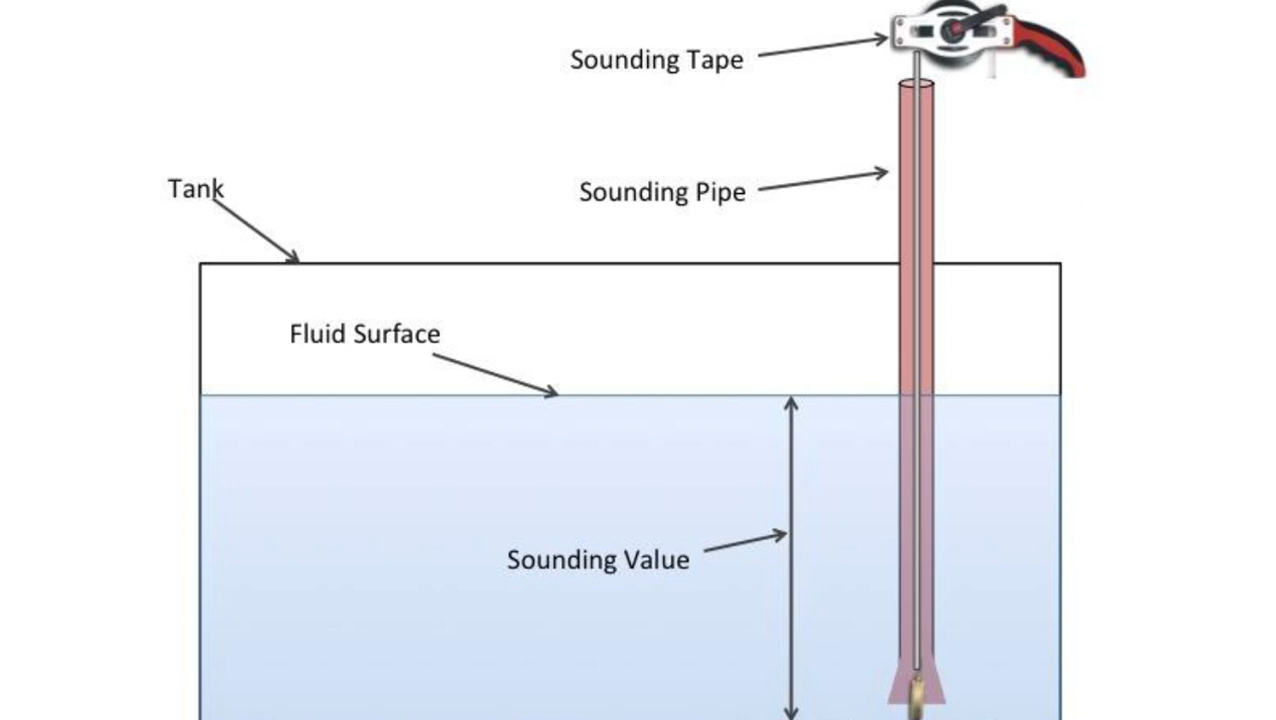 Sounding Tape
Tank
Sounding Pipe
Fluid Surface
Sounding Value